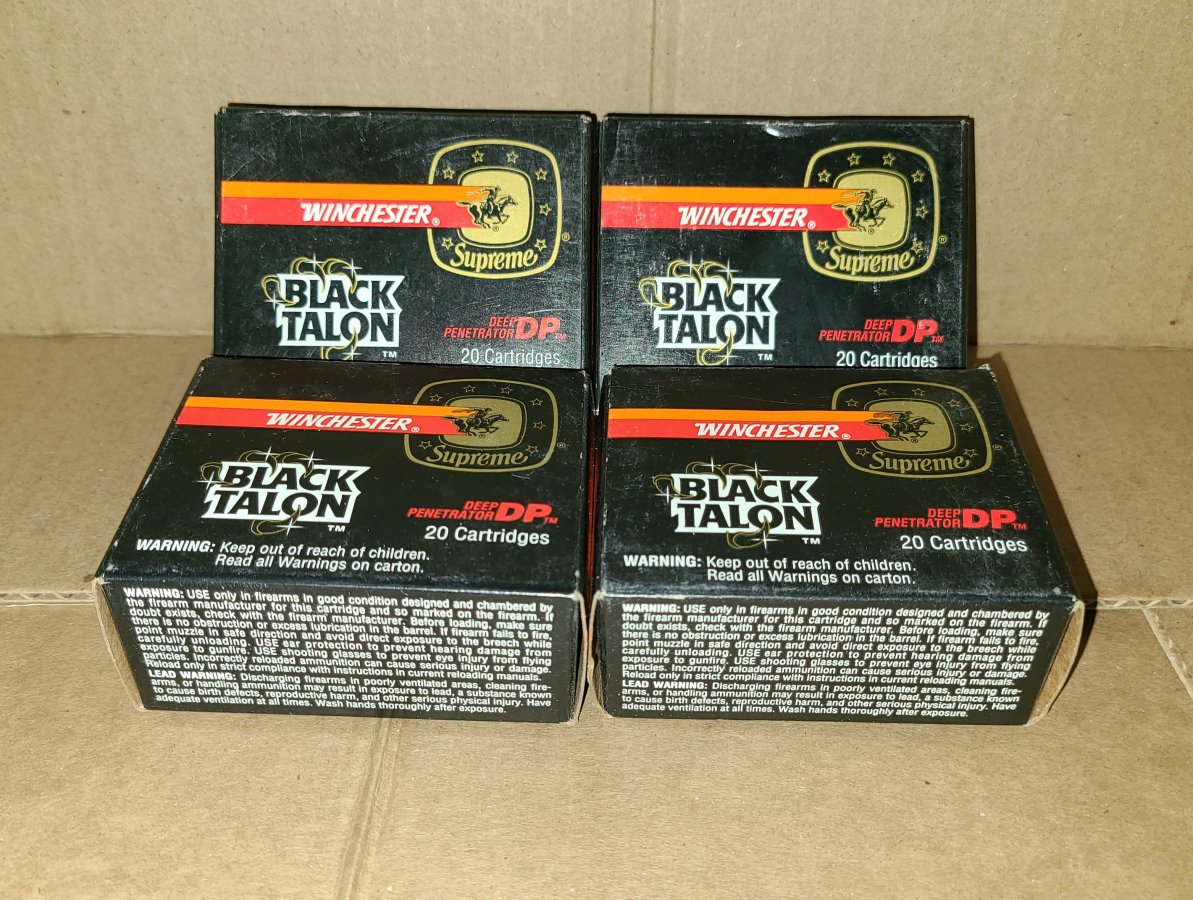 WINCHESTER®
Supreme®
BLACK
TALON™
DEEP
PENETRATOR DP™
20 Cartridges
WINCHESTER®
Supreme®
BLACK
TALON™
DEEP
PENETRATOR DP™
20 Cartridges
WINCHESTER®
Supreme®
BLACK
TALON™
DEEP
PENETRATOR DP™
20 Cartridges
WARNING: Keep out of reach of children.
Read all Warnings on carton.
WARNING: USE only in firearms in good condition designed and chambered by
the firearm manufacturer for this cartridge and so marked on the firearm. If
doubt exists, check with the firearm manufacturer. Before loading, make sure
there is no obstruction or excess lubrication in the barrel. If firearm fails to fire,
point muzzle in safe direction and avoid direct exposure to the breech while
carefully unloading. USE ear protection to prevent hearing damage from
exposure to gunfire. USE shooting glasses to prevent eye injury from flying
particles. Incorrectly reloaded ammunition can cause serious injury or damage.
Reload only in strict compliance with instructions in current reloading manuals.
LEAD WARNING: Discharging firearms in poorly ventilated areas, cleaning fire-
arms, or handling ammunition may result in exposure to lead, a substance known
to cause birth defects, reproductive harm, and other serious physical injury. Have
adequate ventilation at all times. Wash hands thoroughly after exposure.
WINCHESTER®
Supreme®
BLACK
TALON™
DEEP
PENETRATOR DP™
20 Cartridges
WARNING: Keep out of reach of children.
Read all Warnings on carton.
WARNING: USE only in firearms in good condition designed and chambered by
the firearm manufacturer for this cartridge and so marked on the firearm. If
doubt exists, check with the firearm manufacturer. Before loading, make sure
there is no obstruction or excess lubrication in the barrel. If firearm fails to fire,
point muzzle in safe direction and avoid direct exposure to the breech while
carefully unloading. USE ear protection to prevent hearing damage from
exposure to gunfire. USE shooting glasses to prevent eye injury from flying
particles. Incorrectly reloaded ammunition can cause serious injury or damage.
Reload only in strict compliance with instructions in current reloading manuals.
LEAD WARNING: Discharging firearms in poorly ventilated areas, cleaning fire-
arms, or handling ammunition may result in exposure to lead, a substance known
to cause birth defects, reproductive harm, and other serious physical injury. Have
adequate ventilation at all times. Wash hands thoroughly after exposure.